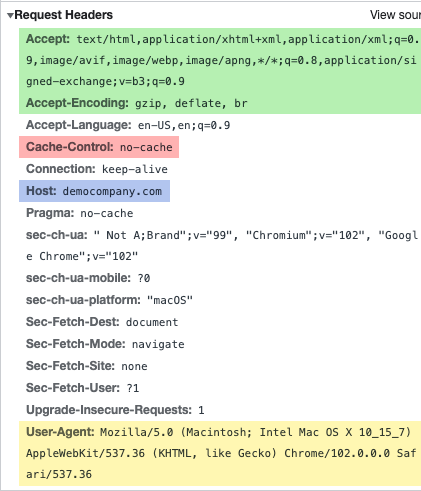 ▼Request Headers View sour
Accept: text/html,application/xhtml+xml,application/xml;q=0.
9,image/avif,image/webp,image/apng,*/*;q=0.8,application/si
gned-exchange;v=b3;q=0.9
Accept-Encoding: gzip, deflate, br
Accept-Language: en-US,en;q=0.9
Cache-Control: no-cache
Connection: keep-alive
Host: democompany.com
Pragma: no-cache
sec-ch-ua: " Not A;Brand";v="99", "Chromium";v="102", "Googl
e Chrome";v="102"
sec-ch-ua-mobile: ?0
sec-ch-ua-platform: "macOS"
Sec-Fetch-Dest: document
Sec-Fetch-Mode: navigate
Sec-Fetch-Site: none
Sec-Fetch-User: ?1
Upgrade-Insecure-Requests: 1
User-Agent: Mozilla/5.0 (Macintosh; Intel Mac OS X 10_15_7)
AppleWebKit/537.36 (KHTML, like Gecko) Chrome/102.0.0.0 Saf
ari/537.36